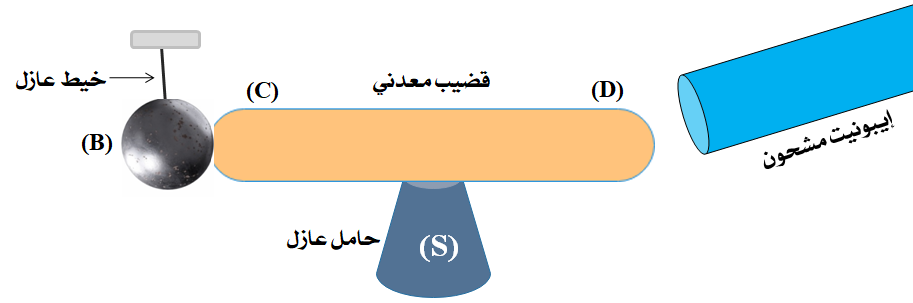 خيط عازل
(B)
(C)
قضيب معدني
(D)
إيبونيت مشحون
حامل عازل
(S)